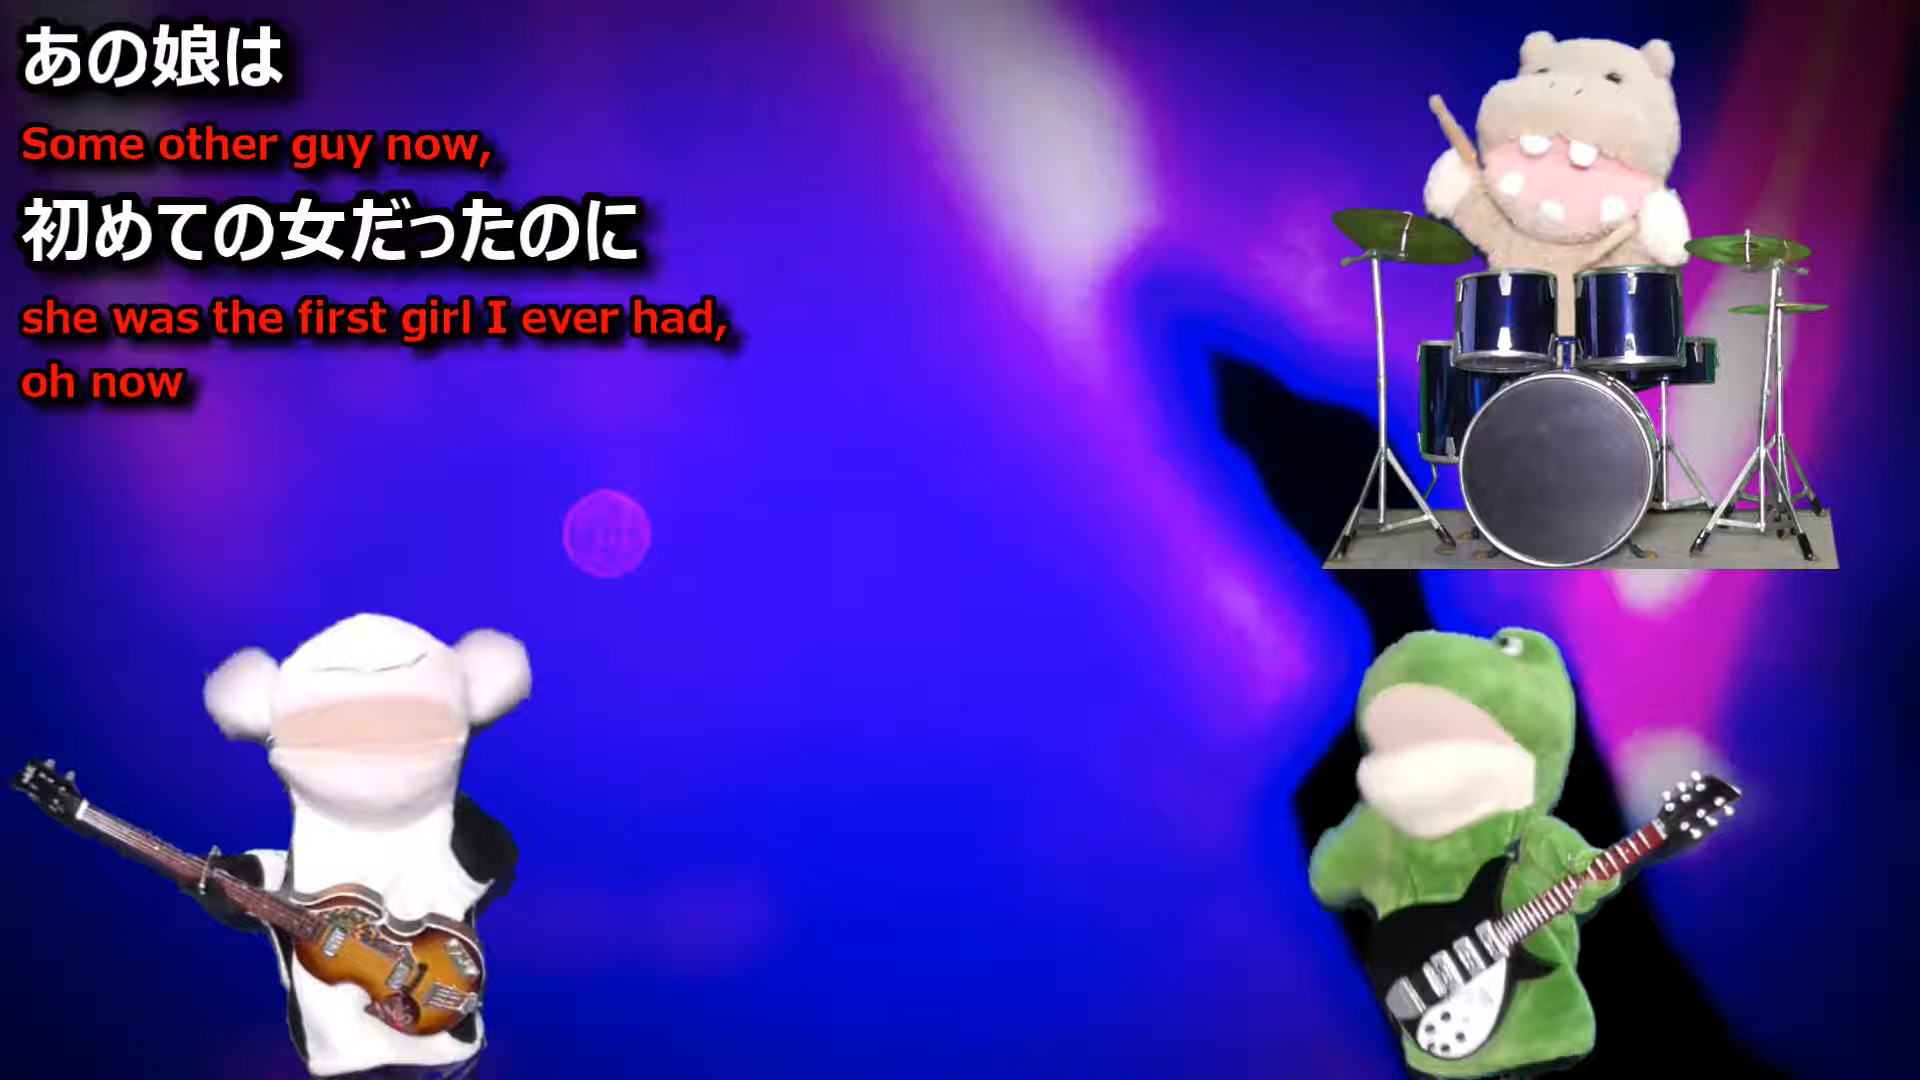 あの娘は
Some other guy now,
初めての女だったのに
she was the first girl I ever had,
oh now